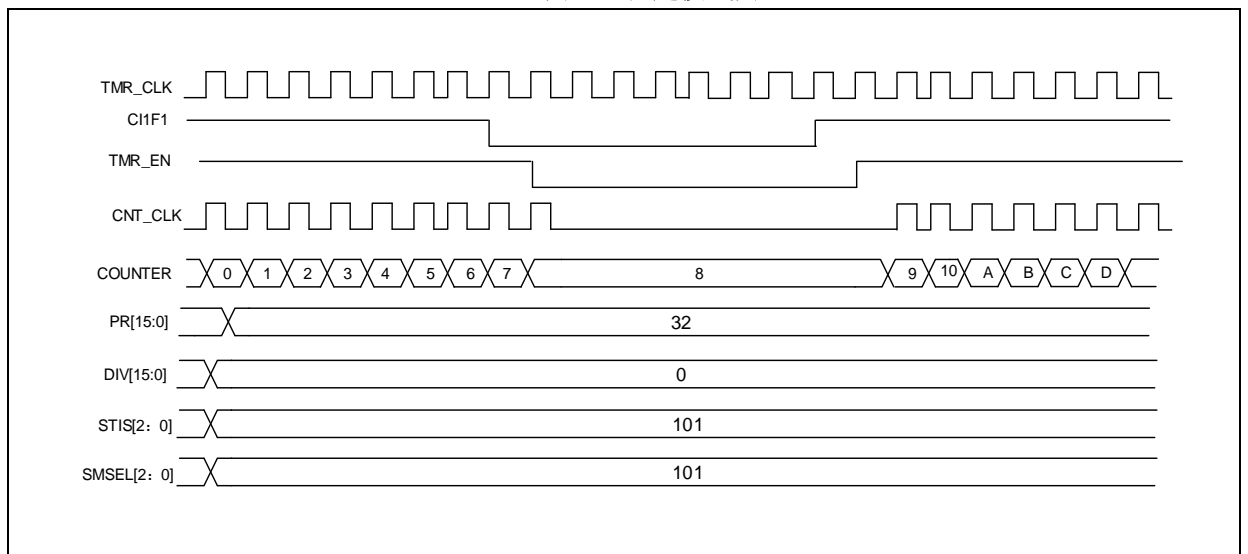 TMR_CLK
CI1F1
TMR_EN
CNT_CLK
COUNTER 0 1 2 3 4 5 6 7 8 9 10 A B C D
PR[15:0] 32
DIV[15:0] 0
STIS[2：0] 101
SMSEL[2：0] 101